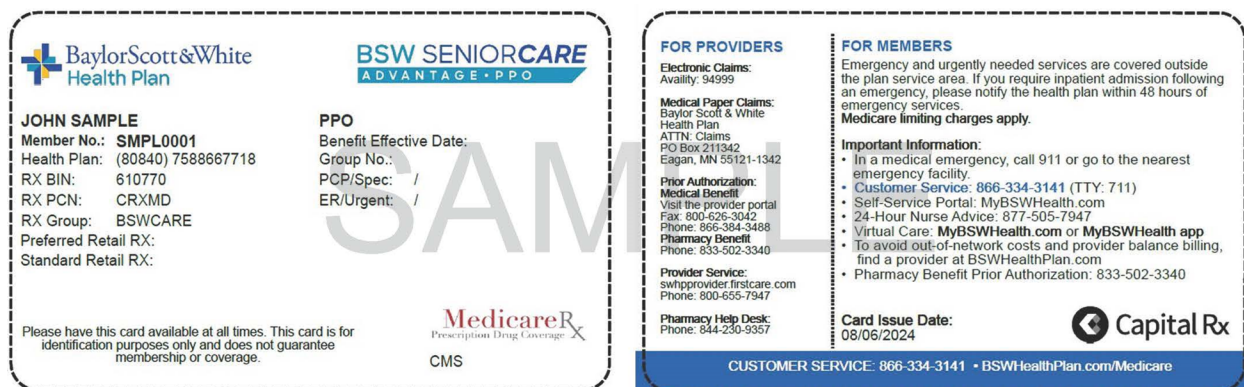 BaylorScott&White
Health Plan
BSW SENIORCARE
ADVANTAGE • PPO
JOHN SAMPLE
Member No.: SMPL0001
Health Plan: (80840) 7588667718
RX BIN: 610770
RX PCN: CRXMD
RX Group: BSWCARE
Preferred Retail RX:
Standard Retail RX:
PPO
Benefit Effective Date:
Group No.:
PCP/Spec: /
ER/Urgent: /
Please have this card available at all times. This card is for
identification purposes only and does not guarantee
membership or coverage.
MedicareRx
Prescription Drug Coverage
CMS
SAMPLE
FOR PROVIDERS
Electronic Claims:
Availity: 94999
Medical Paper Claims:
Baylor Scott & White
Health Plan
ATTN: Claims
PO Box 211342
Eagan, MN 55121-1342
Prior Authorization:
Medical Benefit
Visit the provider portal
Fax: 800-626-3042
Phone: 866-384-3488
Pharmacy Benefit
Phone: 833-502-3340
Provider Service:
swhpprovider.firstcare.com
Phone: 800-655-7947
Pharmacy Help Desk:
Phone: 844-230-9357
FOR MEMBERS
Emergency and urgently needed services are covered outside
the plan service area. If you require inpatient admission following
an emergency, please notify the health plan within 48 hours of
emergency services.
Medicare limiting charges apply.
Important Information:
• In a medical emergency, call 911 or go to the nearest
emergency facility.
• Customer Service: 866-334-3141 (TTY: 711)
• Self-Service Portal: MyBSWHealth.com
• 24-Hour Nurse Advice: 877-505-7947
• Virtual Care: MyBSWHealth.com or MyBSWHealth app
• To avoid out-of-network costs and provider balance billing,
find a provider at BSWHealthPlan.com
• Pharmacy Benefit Prior Authorization: 833-502-3340
Card Issue Date:
08/06/2024
Capital Rx
CUSTOMER SERVICE: 866-334-3141 • BSWHealthPlan.com/Medicare